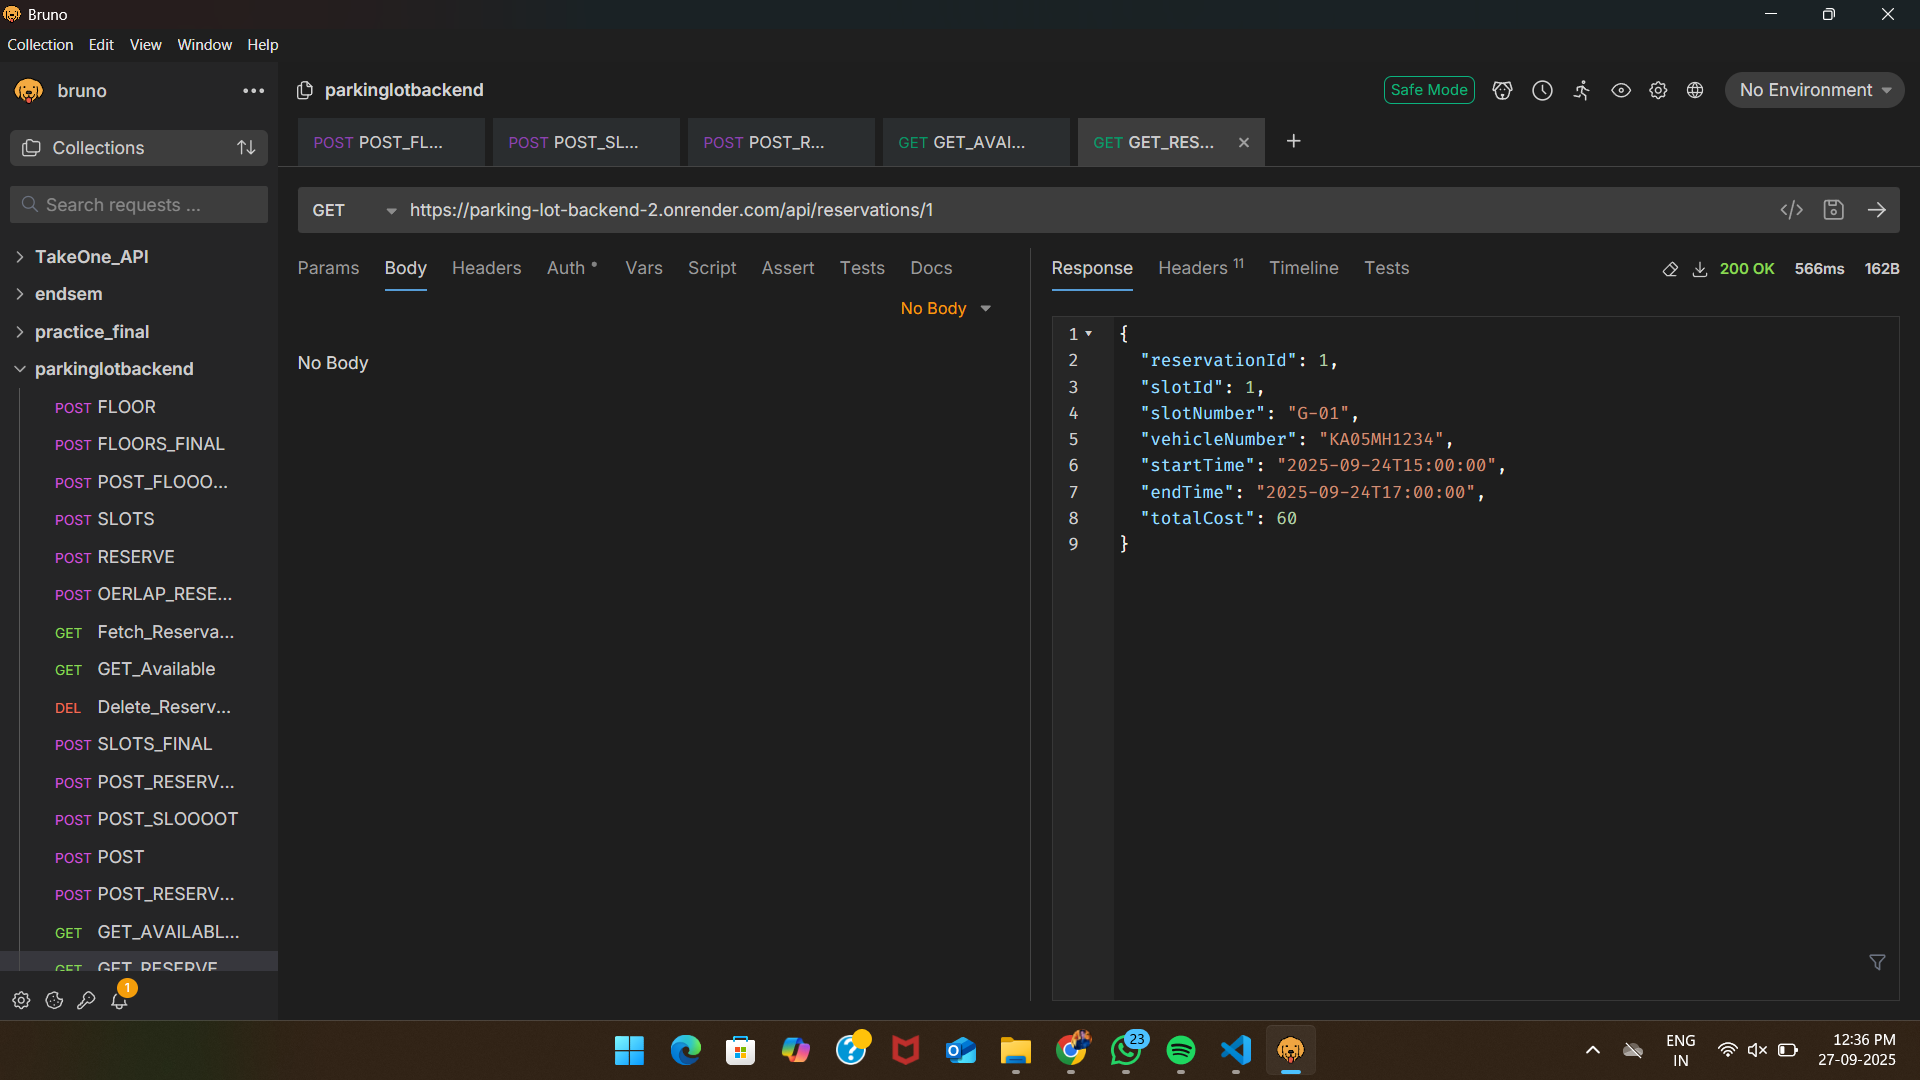 Bruno
Collection Edit View Window Help
bruno
parkinglotbackend
Safe Mode
No Environment
Collections
POST POST_FL...
POST POST_SL...
POST POST_R...
GET GET_AVAI...
GET GET_RES...
Search requests ...
GET
https://parking-lot-backend-2.onrender.com/api/reservations/1
TakeOne_API
endsem
practice_final
parkinglotbackend
POST FLOOR
POST FLOORS_FINAL
POST POST_FLOOO...
POST SLOTS
POST RESERVE
POST OERLAP_RESE...
GET Fetch_Reserva...
GET GET_Available
DEL Delete_Reserv...
POST SLOTS_FINAL
POST POST_RESERV...
POST POST_SLOOOOT
POST POST
POST POST_RESERV...
GET GET_AVAILABL...
GET GET_RESERVE
1
Params Body Headers Auth Vars Script Assert Tests Docs
No Body
No Body
Response Headers 11 Timeline Tests
200 OK 566ms 162B
1 {
2 "reservationId": 1,
3 "slotId": 1,
4 "slotNumber": "G-01",
5 "vehicleNumber": "KA05MH1234",
6 "startTime": "2025-09-24T15:00:00",
7 "endTime": "2025-09-24T17:00:00",
8 "totalCost": 60
9 }
23
ENG
IN
12:36 PM
27-09-2025